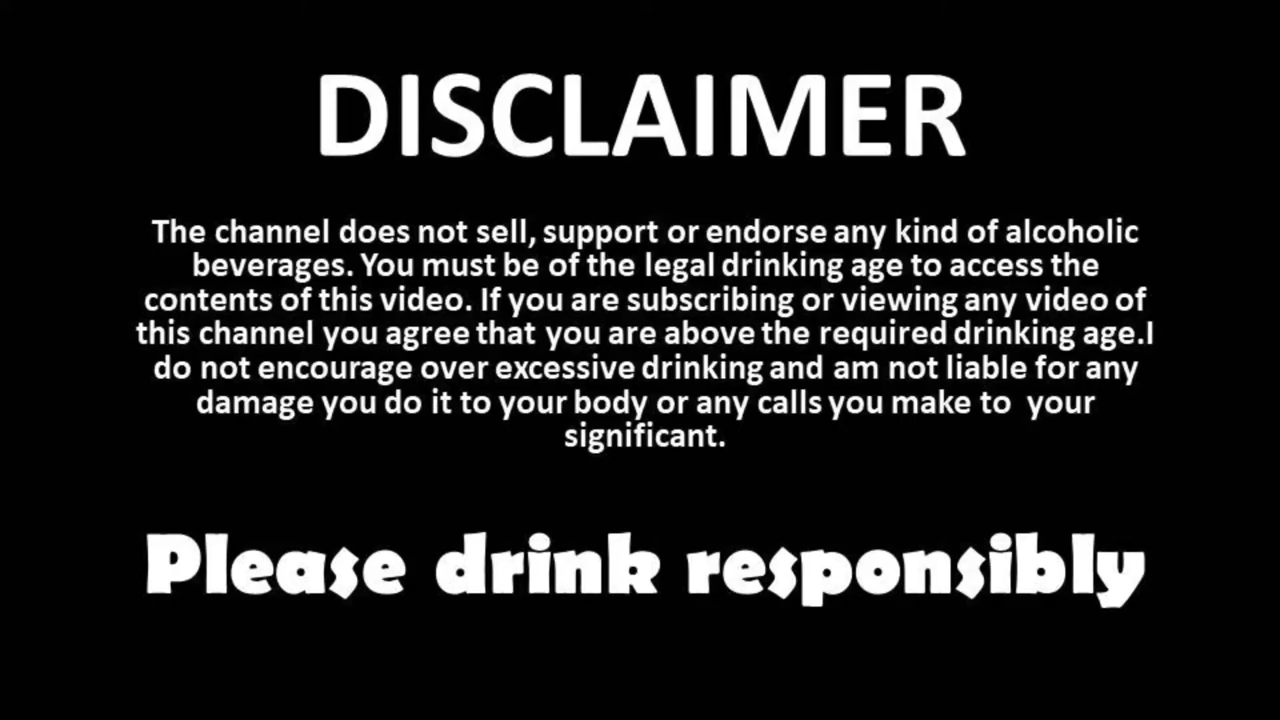 DISCLAIMER
The channel does not sell, support or endorse any kind of alcoholic
beverages. You must be of the legal drinking age to access the
contents of this video. If you are subscribing or viewing any video of
this channel you agree that you are above the required drinking age.I
do not encourage over excessive drinking and am not liable for any
damage you do it to your body or any calls you make to your
significant.
Please drink responsibly